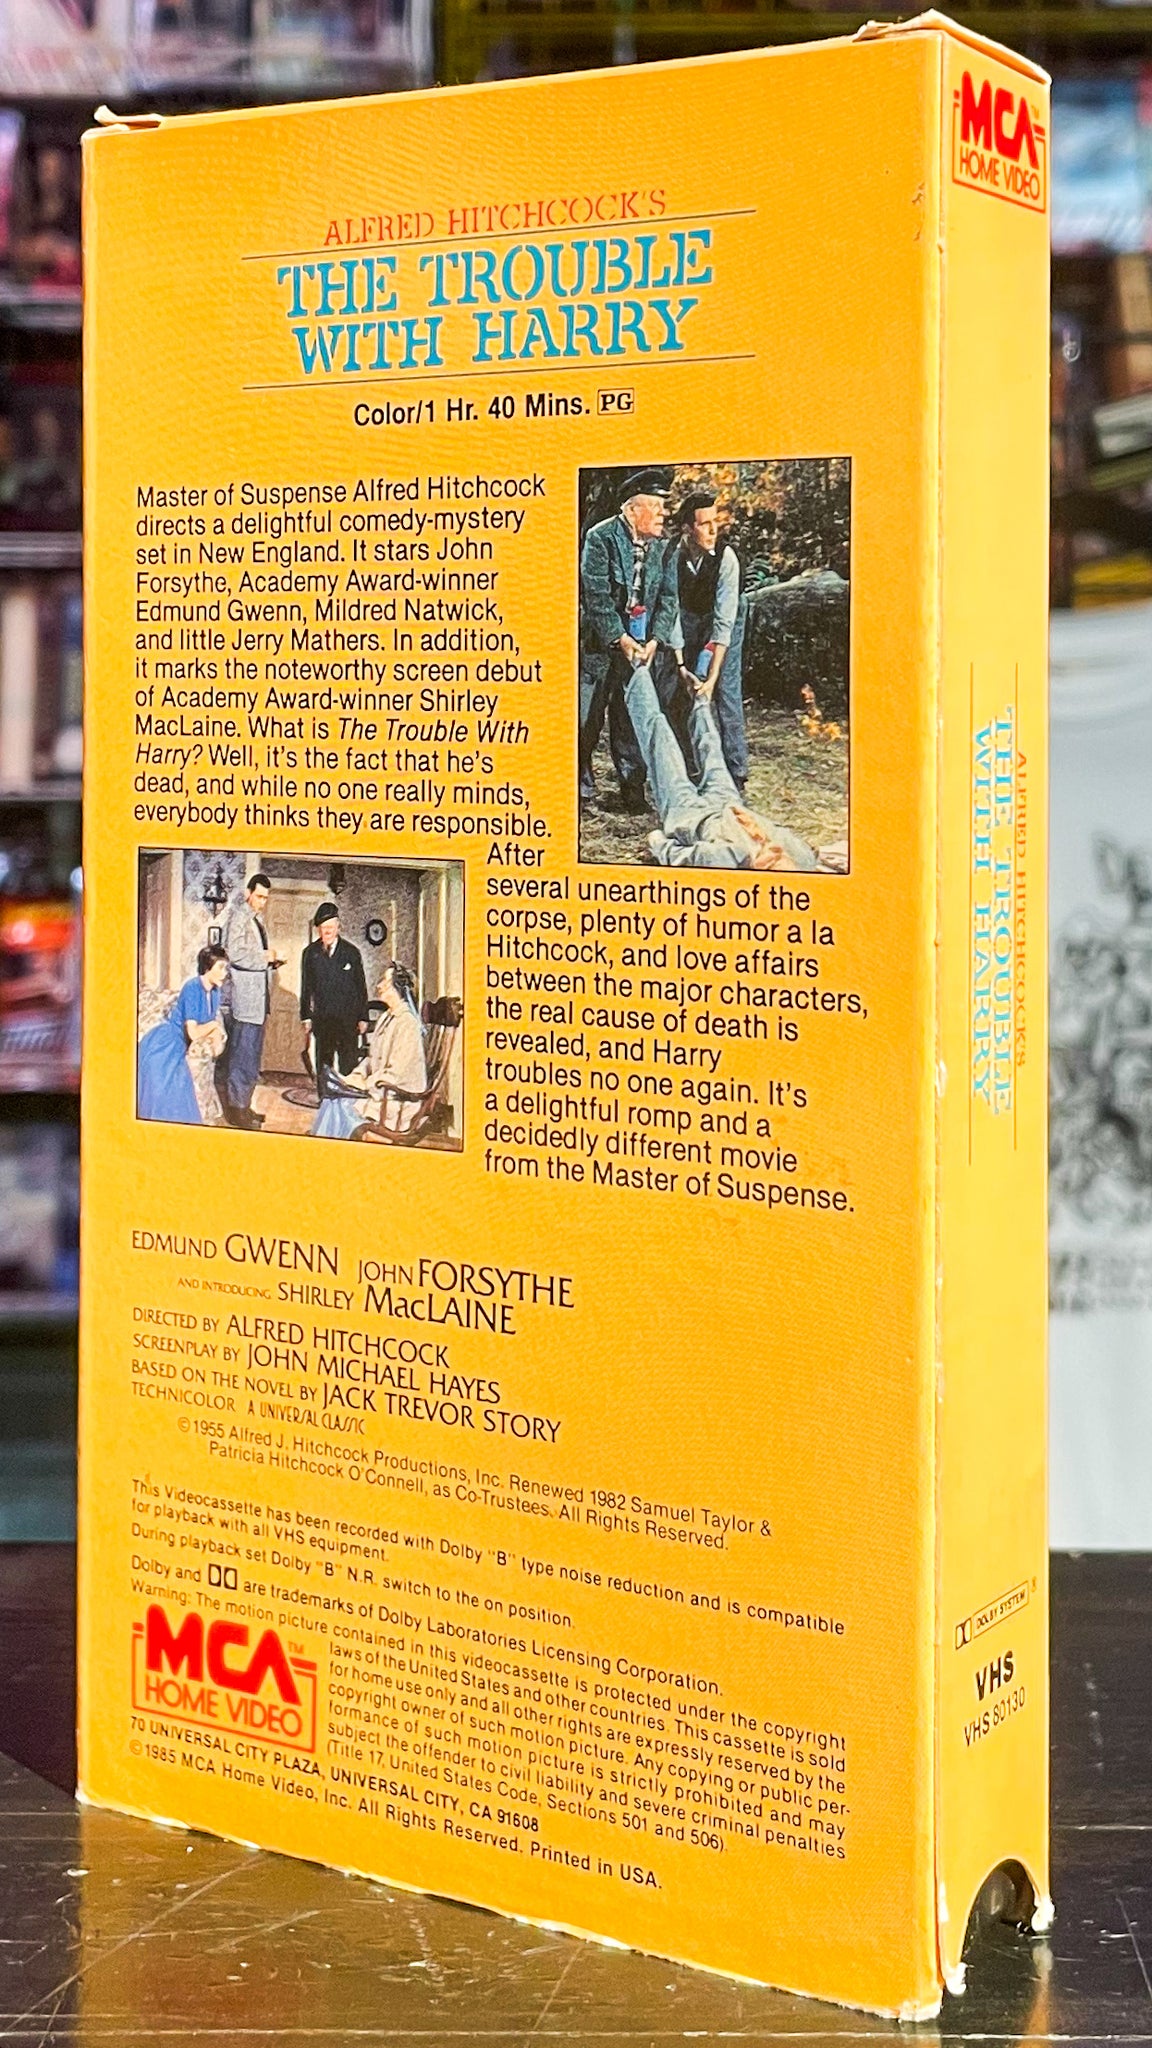 ALFRED HITCHCOCK'S
THE TROUBLE
WITH HARRY
Color/1 Hr. 40 Mins. PG
Master of Suspense Alfred Hitchcock
directs a delightful comedy-mystery
set in New England. It stars John
Forsythe, Academy Award-winner
Edmund Gwenn, Mildred Natwick,
and little Jerry Mathers. In addition,
it marks the noteworthy screen debut
of Academy Award-winner Shirley
MacLaine. What is The Trouble With
Harry? Well, it's the fact that he's
dead, and while no one really minds,
everybody thinks they are responsible.
After
several unearthings of the
corpse, plenty of humor a la
Hitchcock, and love affairs
between the major characters,
the real cause of death is
revealed, and Harry
troubles no one again. It's
a delightful romp and a
decidedly different movie
from the Master of Suspense.
EDMUND GWENN JOHN FORSYTHE
AND INTRODUCING SHIRLEY MacLAINE
DIRECTED BY ALFRED HITCHCOCK
SCREENPLAY BY JOHN MICHAEL HAYES
BASED ON THE NOVEL BY JACK TREVOR STORY
TECHNICOLOR A UNIVERSAL CLASSIC
©1955 Alfred J. Hitchcock Productions, Inc. Renewed 1982 Samuel Taylor &
Patricia Hitchcock O'Connell, as Co-Trustees. All Rights Reserved.
This Videocassette has been recorded with Dolby "B" type noise reduction and is compatible
for playback with all VHS equipment.
During playback set Dolby "B" N.R. switch to the on position.
Dolby and are trademarks of Dolby Laboratories Licensing Corporation.
Warning: The motion picture contained in this videocassette is protected under the copyright
laws of the United States and other countries. This cassette is sold
for home use only and all other rights are expressly reserved by the
copyright owner of such motion picture. Any copying or public per-
formance of such motion picture is strictly prohibited and may
subject the offender to civil liability and severe criminal penalties
(Title 17, United States Code, Sections 501 and 506).
MCA™
HOME VIDEO
70 UNIVERSAL CITY PLAZA, UNIVERSAL CITY, CA 91608
©1985 MCA Home Video, Inc. All Rights Reserved. Printed in USA.
MCA™
HOME VIDEO
ALFRED HITCHCOCK'S
THE TROUBLE
WITH HARRY
DOLBY SYSTEM ®
VHS
VHS 80130